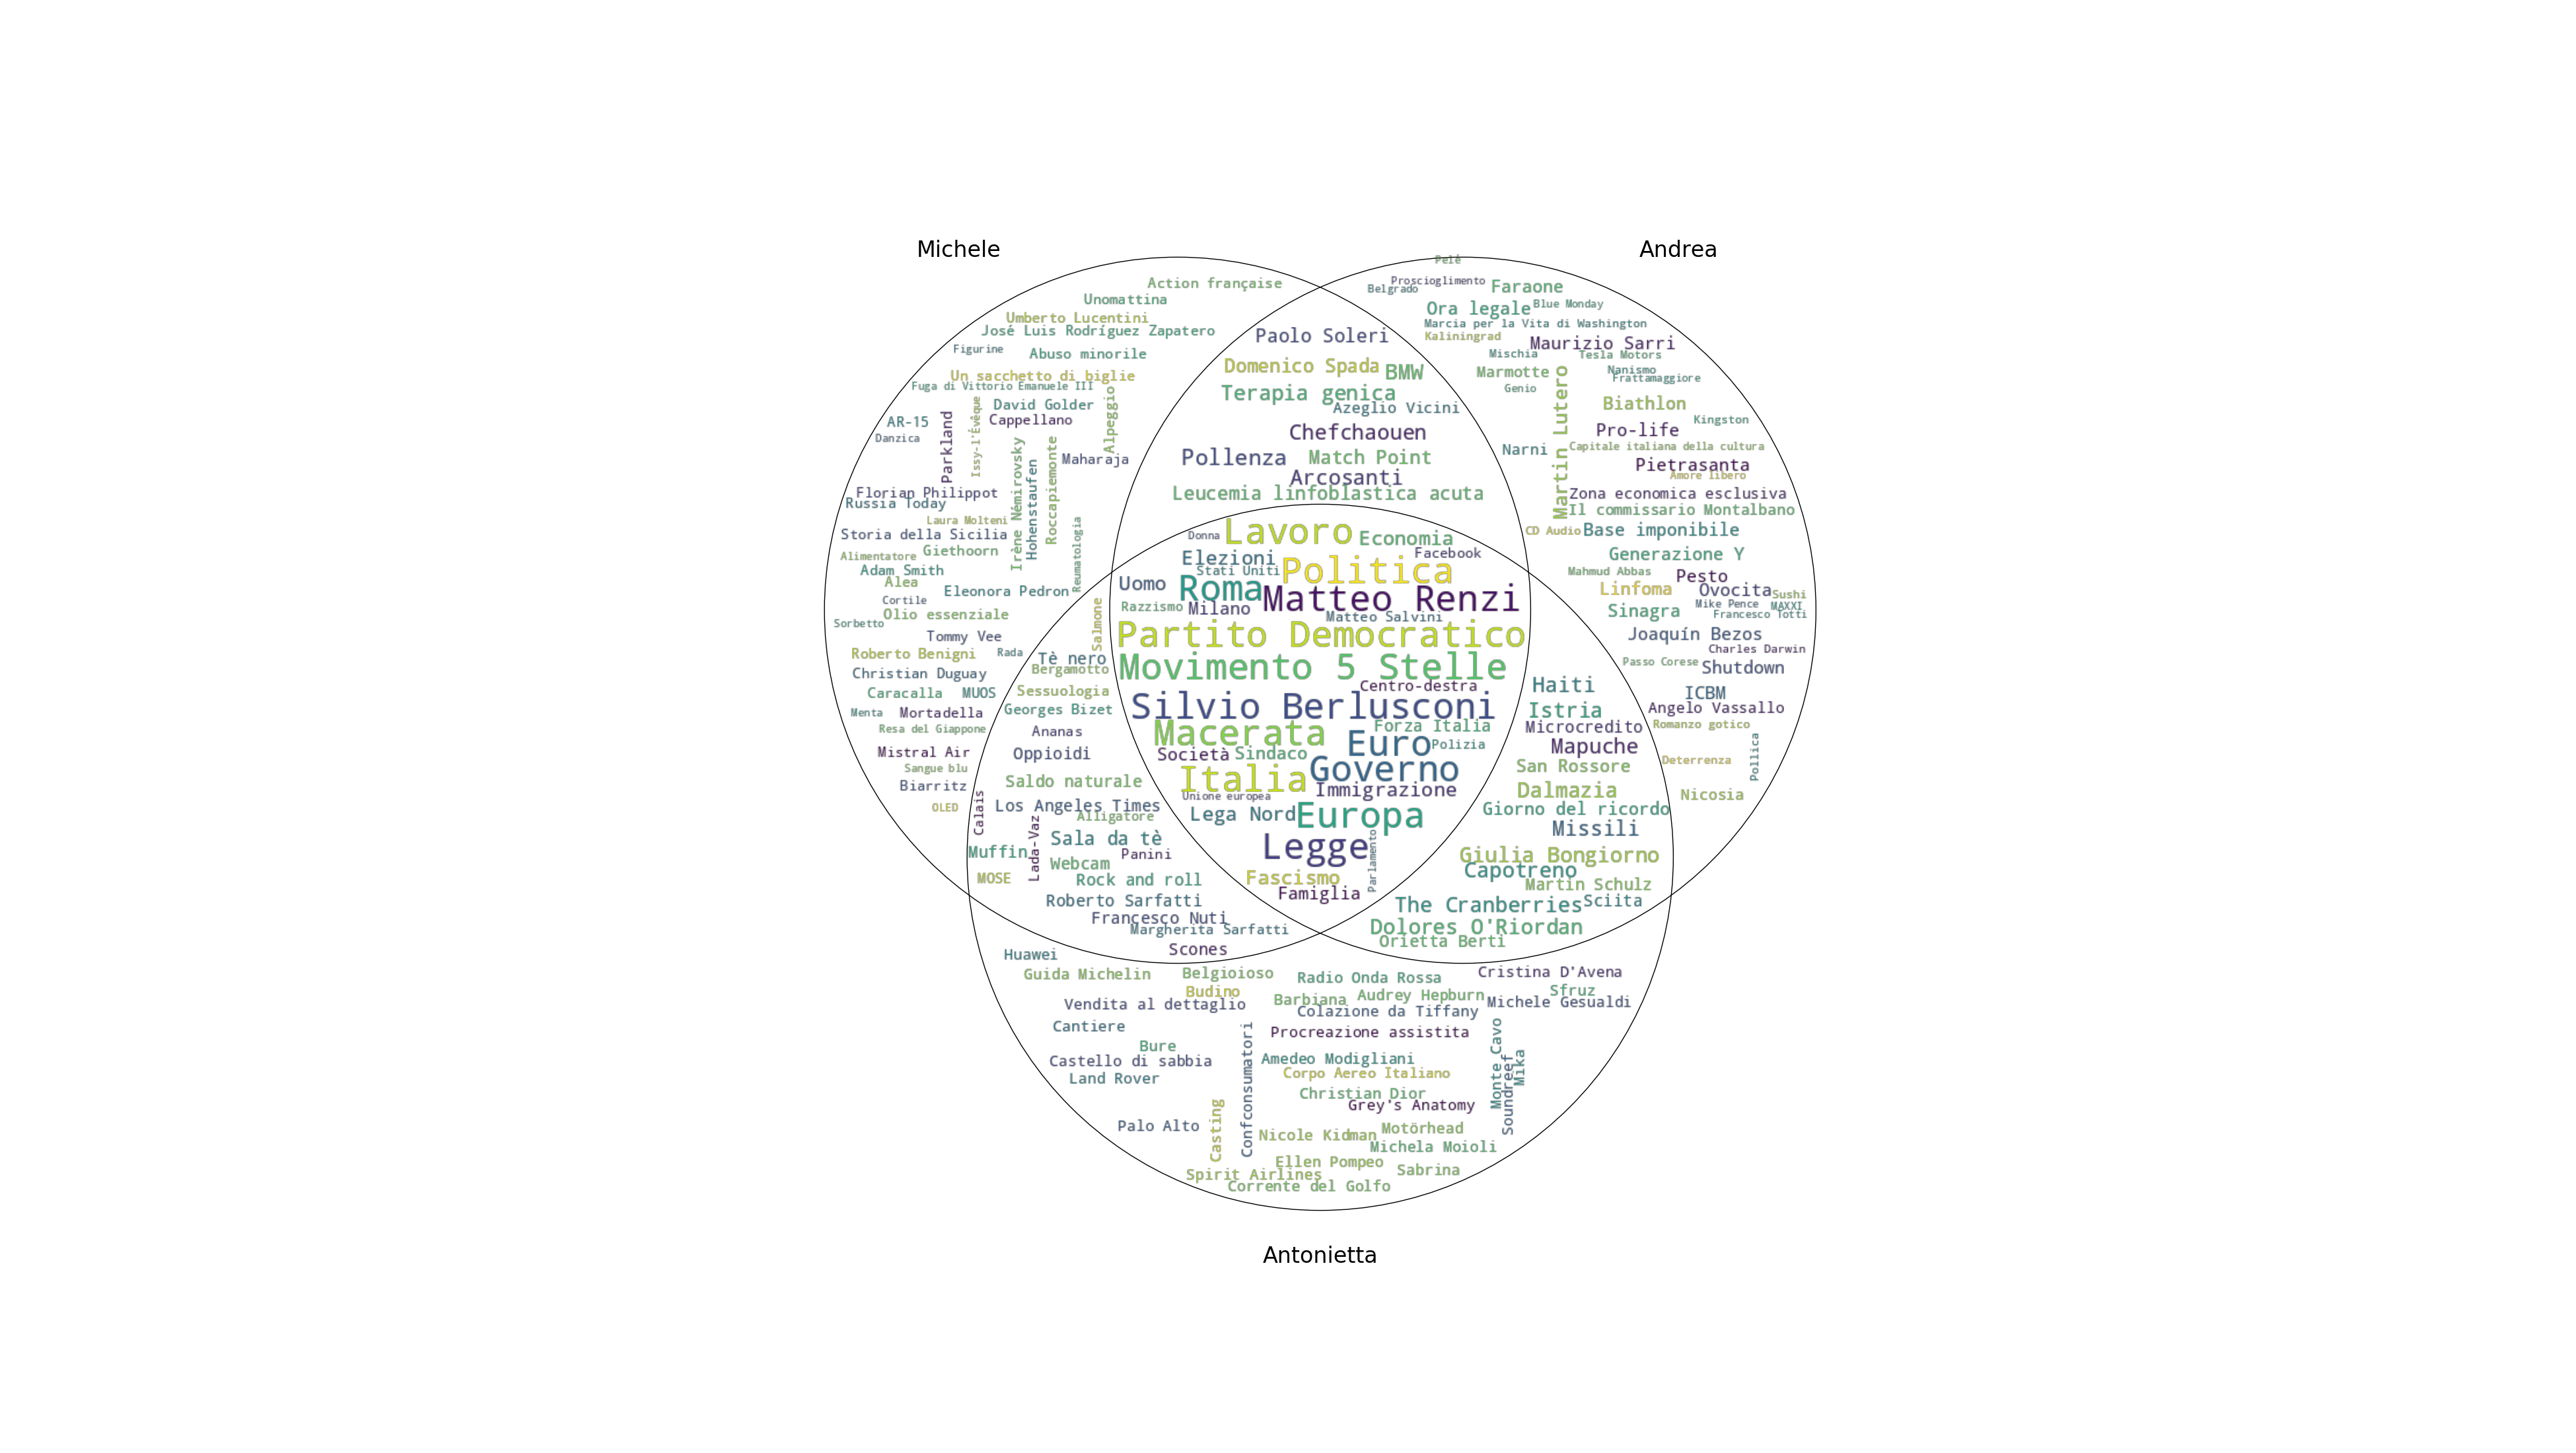 Michele
Andrea
Action française
Unomattina
Umberto Lucentini
José Luis Rodríguez Zapatero
Figurine
Abuso minorile
Un sacchetto di biglie
Fuga di Vittorio Emanuele III
David Golder
Cappellano
Alpeggio
AR-15
Danzica
Parkland
Issy-l'Évêque
Irène Némirovsky
Hohenstaufen
Roccapiemonte
Maharaja
Florian Philippot
Russia Today
Laura Molteni
Storia della Sicilia
Giethoorn
Alimentatore
Reumatologia
Adam Smith
Alea
Eleonora Pedron
Cortile
Olio essenziale
Sorbetto
Tommy Vee
Roberto Benigni
Rada
Christian Duguay
Caracalla
MUOS
Menta
Mortadella
Resa del Giappone
Mistral Air
Sangue blu
Biarritz
OLED
Paolo Soleri
Domenico Spada
BMW
Terapia genica
Azeglio Vicini
Chefchaouen
Pollenza
Match Point
Arcosanti
Leucemia linfoblastica acuta
Pelé
Proscioglimento
Belgrado
Faraone
Ora legale
Blue Monday
Marcia per la Vita di Washington
Kaliningrad
Maurizio Sarri
Mischia
Tesla Motors
Marmotte
Nanismo
Frattamaggiore
Genio
Martin Lutero
Biathlon
Kingston
Pro-life
Narni
Capitale italiana della cultura
Pietrasanta
Amore libero
Zona economica esclusiva
Il commissario Montalbano
CD Audio
Base imponibile
Generazione Y
Mahmud Abbas
Pesto
Linfoma
Ovocita
Sushi
Sinagra
Mike Pence
MAXXI
Francesco Totti
Joaquín Bezos
Charles Darwin
Passo Corese
Shutdown
ICBM
Angelo Vassallo
Romanzo gotico
Deterrenza
Pollica
Nicosia
Donna
Lavoro
Economia
Elezioni
Facebook
Stati Uniti
Politica
Uomo
Roma
Matteo Renzi
Razzismo
Milano
Matteo Salvini
Partito Democratico
Movimento 5 Stelle
Centro-destra
Silvio Berlusconi
Macerata
Forza Italia
Euro
Polizia
Società
Sindaco
Italia
Governo
Unione europea
Immigrazione
Lega Nord
Europa
Legge
Parlamento
Fascismo
Famiglia
Salmone
Tè nero
Bergamotto
Sessuologia
Georges Bizet
Ananas
Oppioidi
Saldo naturale
Calais
Los Angeles Times
Alligatore
Lada-Vaz
Sala da tè
Muffin
Panini
Webcam
MOSE
Rock and roll
Roberto Sarfatti
Francesco Nuti
Margherita Sarfatti
Scones
Haiti
Istria
Microcredito
Mapuche
San Rossore
Dalmazia
Giorno del ricordo
Missili
Giulia Bongiorno
Capotreno
Martin Schulz
The Cranberries
Sciita
Dolores O'Riordan
Orietta Berti
Huawei
Guida Michelin
Belgioioso
Radio Onda Rossa
Cristina D'Avena
Budino
Sfruz
Vendita al dettaglio
Barbiana
Audrey Hepburn
Michele Gesualdi
Colazione da Tiffany
Cantiere
Procreazione assistita
Bure
Confconsumatori
Monte Cavo
Soundreef
Mika
Castello di sabbia
Amedeo Modigliani
Land Rover
Corpo Aereo Italiano
Christian Dior
Grey's Anatomy
Palo Alto
Casting
Nicole Kidman
Motörhead
Michela Moioli
Ellen Pompeo
Spirit Airlines
Sabrina
Corrente del Golfo
Antonietta